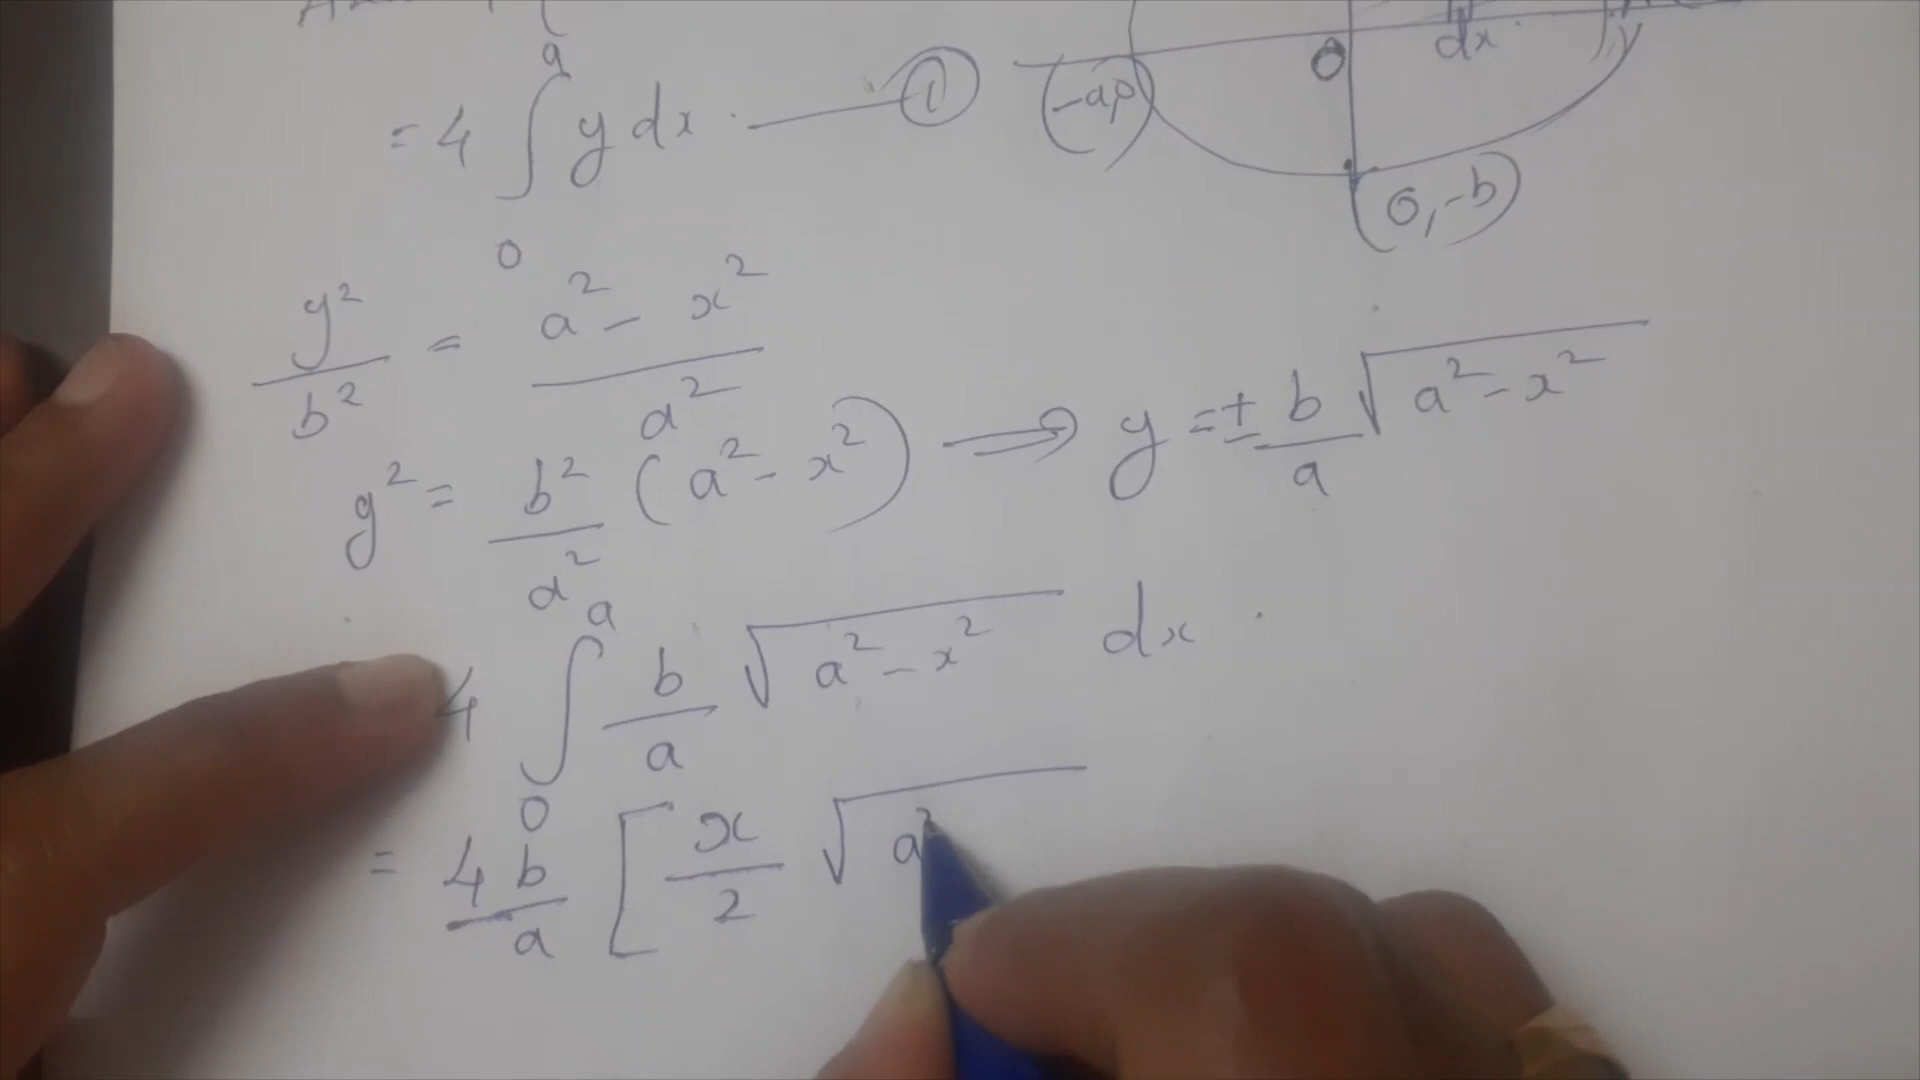 = 4 ∫₀ᵃ y dx ——— ①
dx
O
(-a, 0)
(0, -b)
y²/b² = (a² - x²)/a²
y² = b²/a² (a² - x²) ⟹ y = ± b/a √(a² - x²)
4 ∫₀ᵃ b/a √(a² - x²) dx
= 4b/a [ x/2 √a²